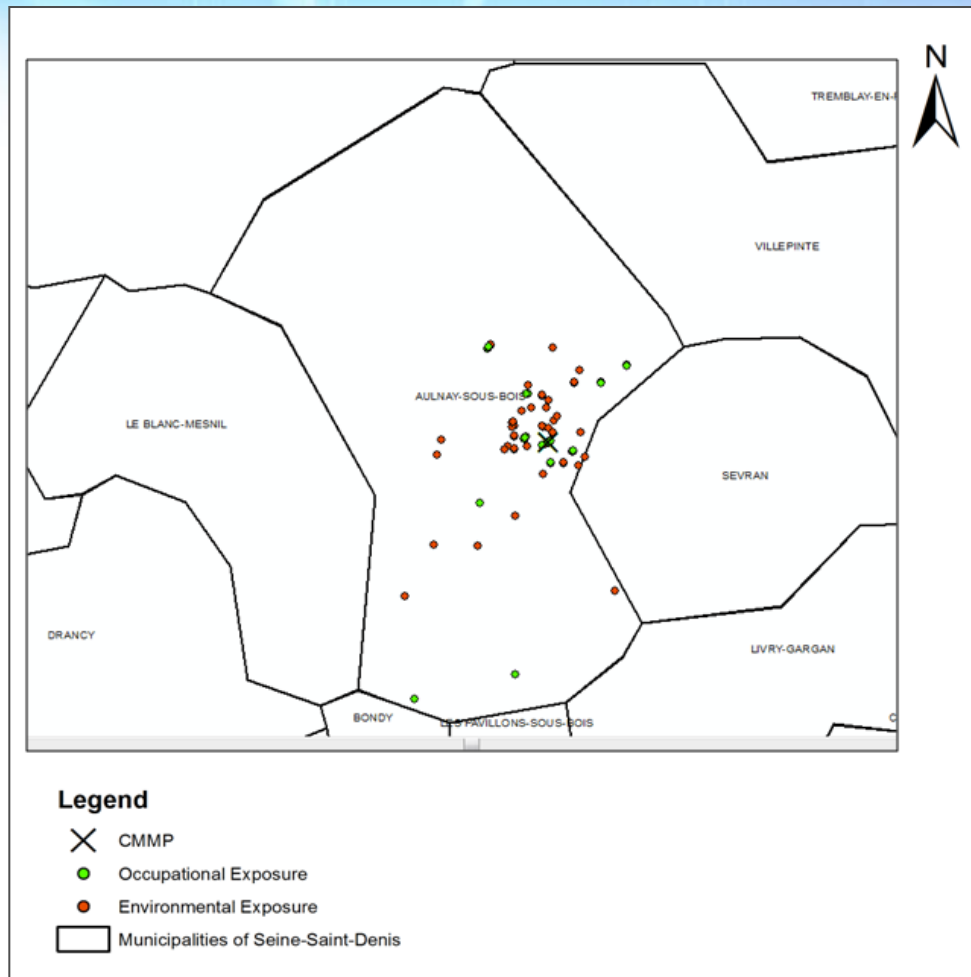 N
TREMBLAY-EN-
VILLEPINTE
AULNAY-SOUS-BOIS
LE BLANC-MESNIL
SEVRAN
DRANCY
LIVRY-GARGAN
BONDY
LES PAVILLONS-SOUS-BOIS
Legend
CMMP
Occupational Exposure
Environmental Exposure
Municipalities of Seine-Saint-Denis